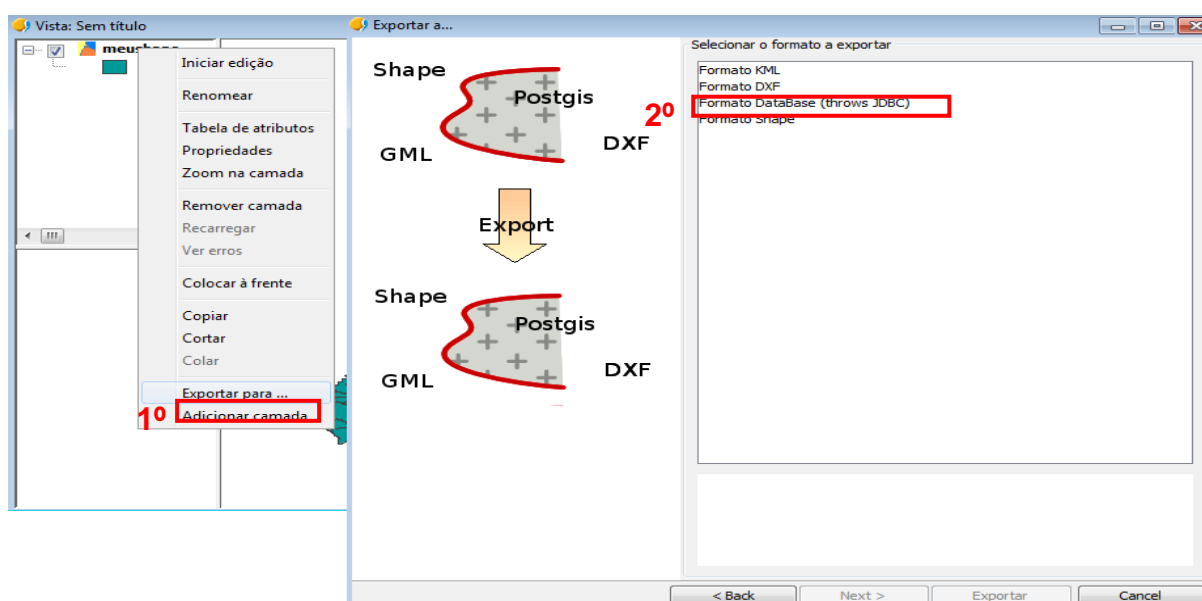 Vista: Sem título
meushape
Iniciar edição
Renomear
Tabela de atributos
Propriedades
Zoom na camada
Remover camada
Recarregar
Ver erros
Colocar à frente
Copiar
Cortar
Colar
Exportar para ...
1º
Adicionar camada
Exportar a...
Shape
Postgis
GML
DXF
Export
Shape
Postgis
GML
DXF
Selecionar o formato a exportar
Formato KML
Formato DXF
2º
Formato DataBase (throws JDBC)
Formato Shape
< Back
Next >
Exportar
Cancel